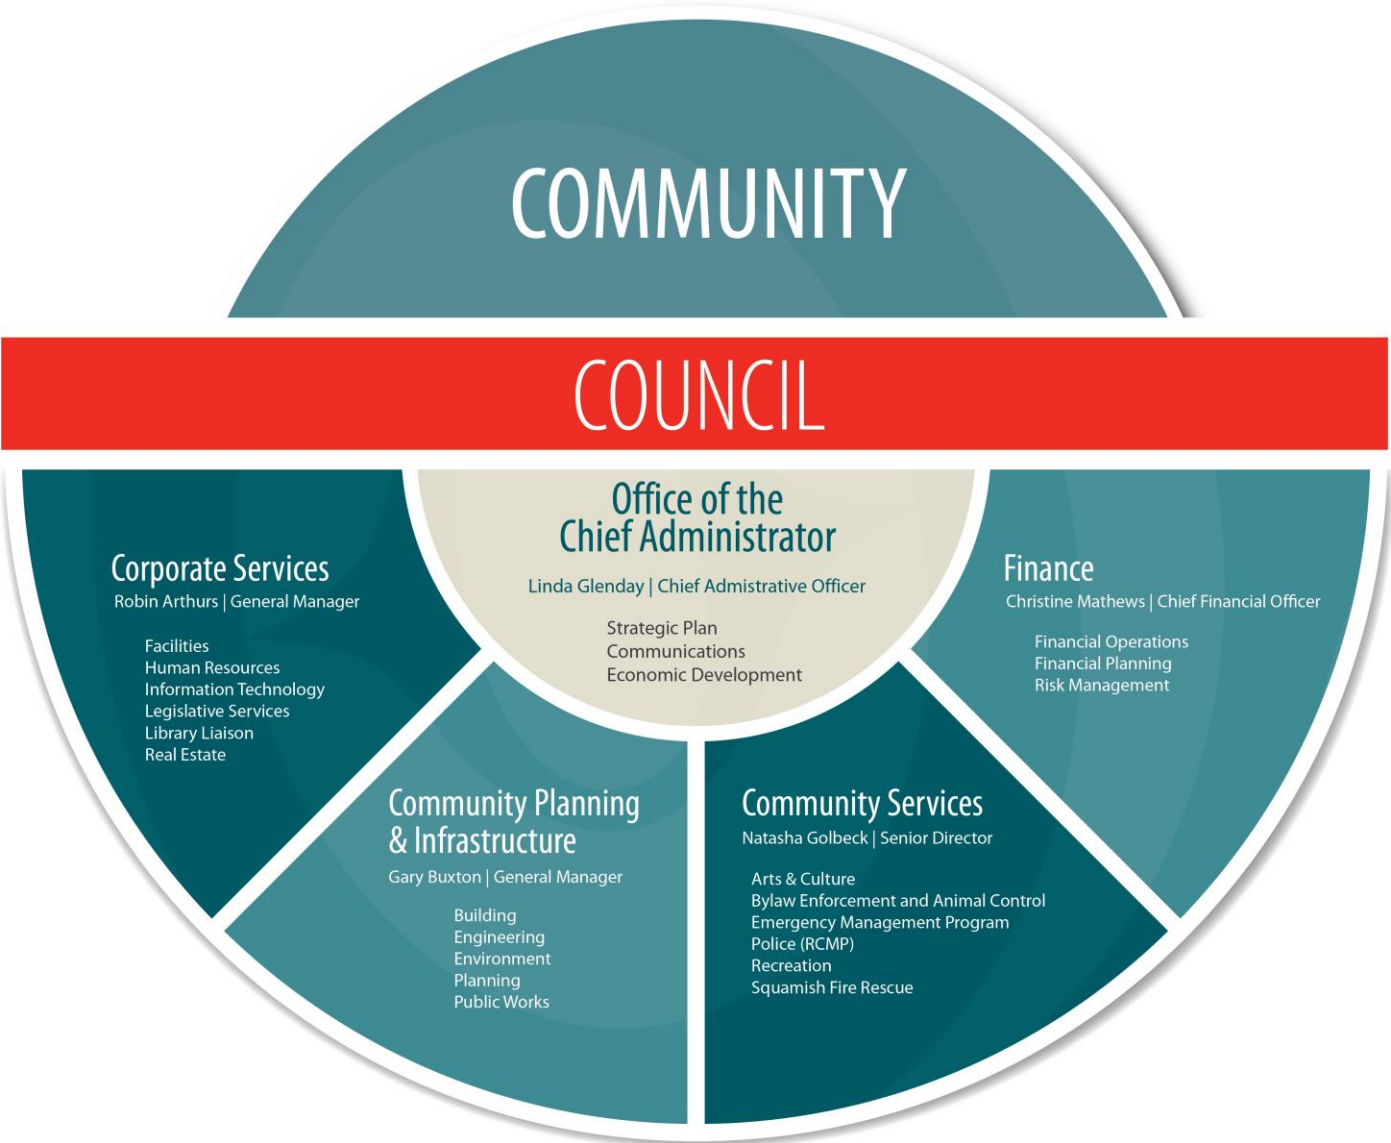 COMMUNITY
COUNCIL
Office of the
Chief Administrator
Linda Glenday | Chief Admistrative Officer
Strategic Plan
Communications
Economic Development
Corporate Services
Robin Arthurs | General Manager
Facilities
Human Resources
Information Technology
Legislative Services
Library Liaison
Real Estate
Community Planning
& Infrastructure
Gary Buxton | General Manager
Building
Engineering
Environment
Planning
Public Works
Community Services
Natasha Golbeck | Senior Director
Arts & Culture
Bylaw Enforcement and Animal Control
Emergency Management Program
Police (RCMP)
Recreation
Squamish Fire Rescue
Finance
Christine Mathews | Chief Financial Officer
Financial Operations
Financial Planning
Risk Management